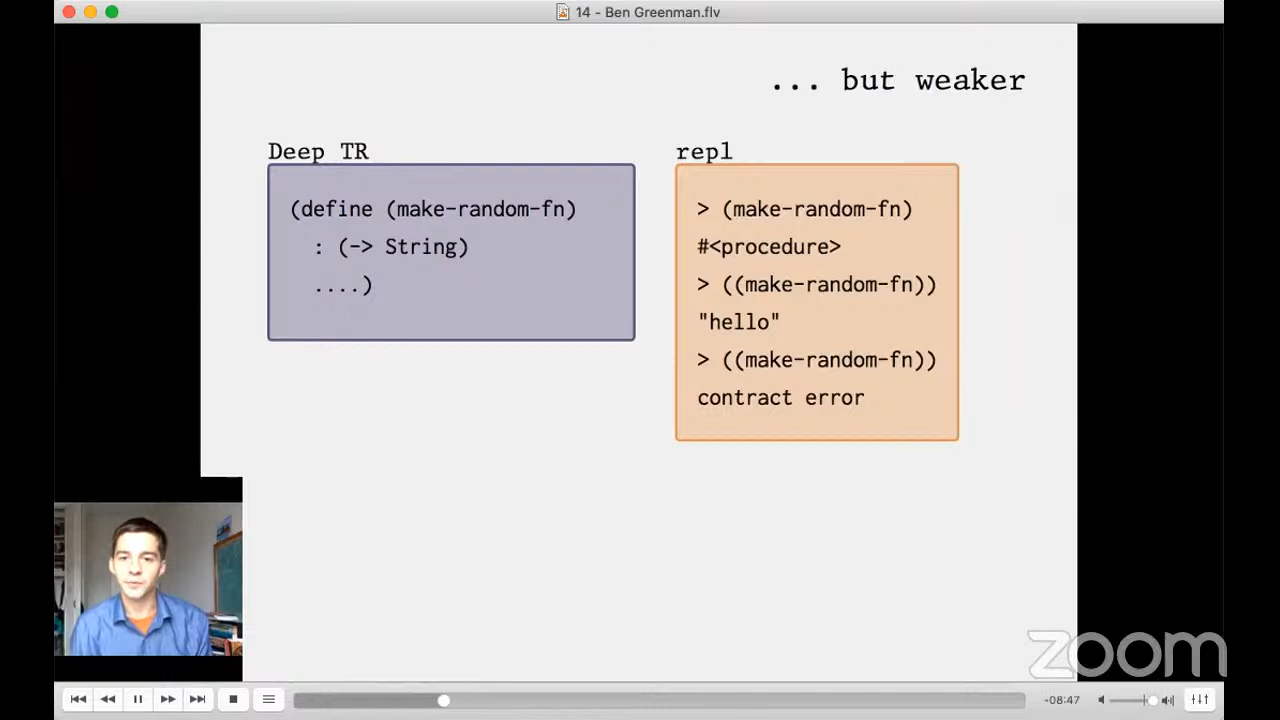 14 - Ben Greenman.flv
... but weaker
Deep TR
(define (make-random-fn)
: (-> String)
....)
repl
> (make-random-fn)
#<procedure>
> ((make-random-fn))
"hello"
> ((make-random-fn))
contract error
zoom
-08:47